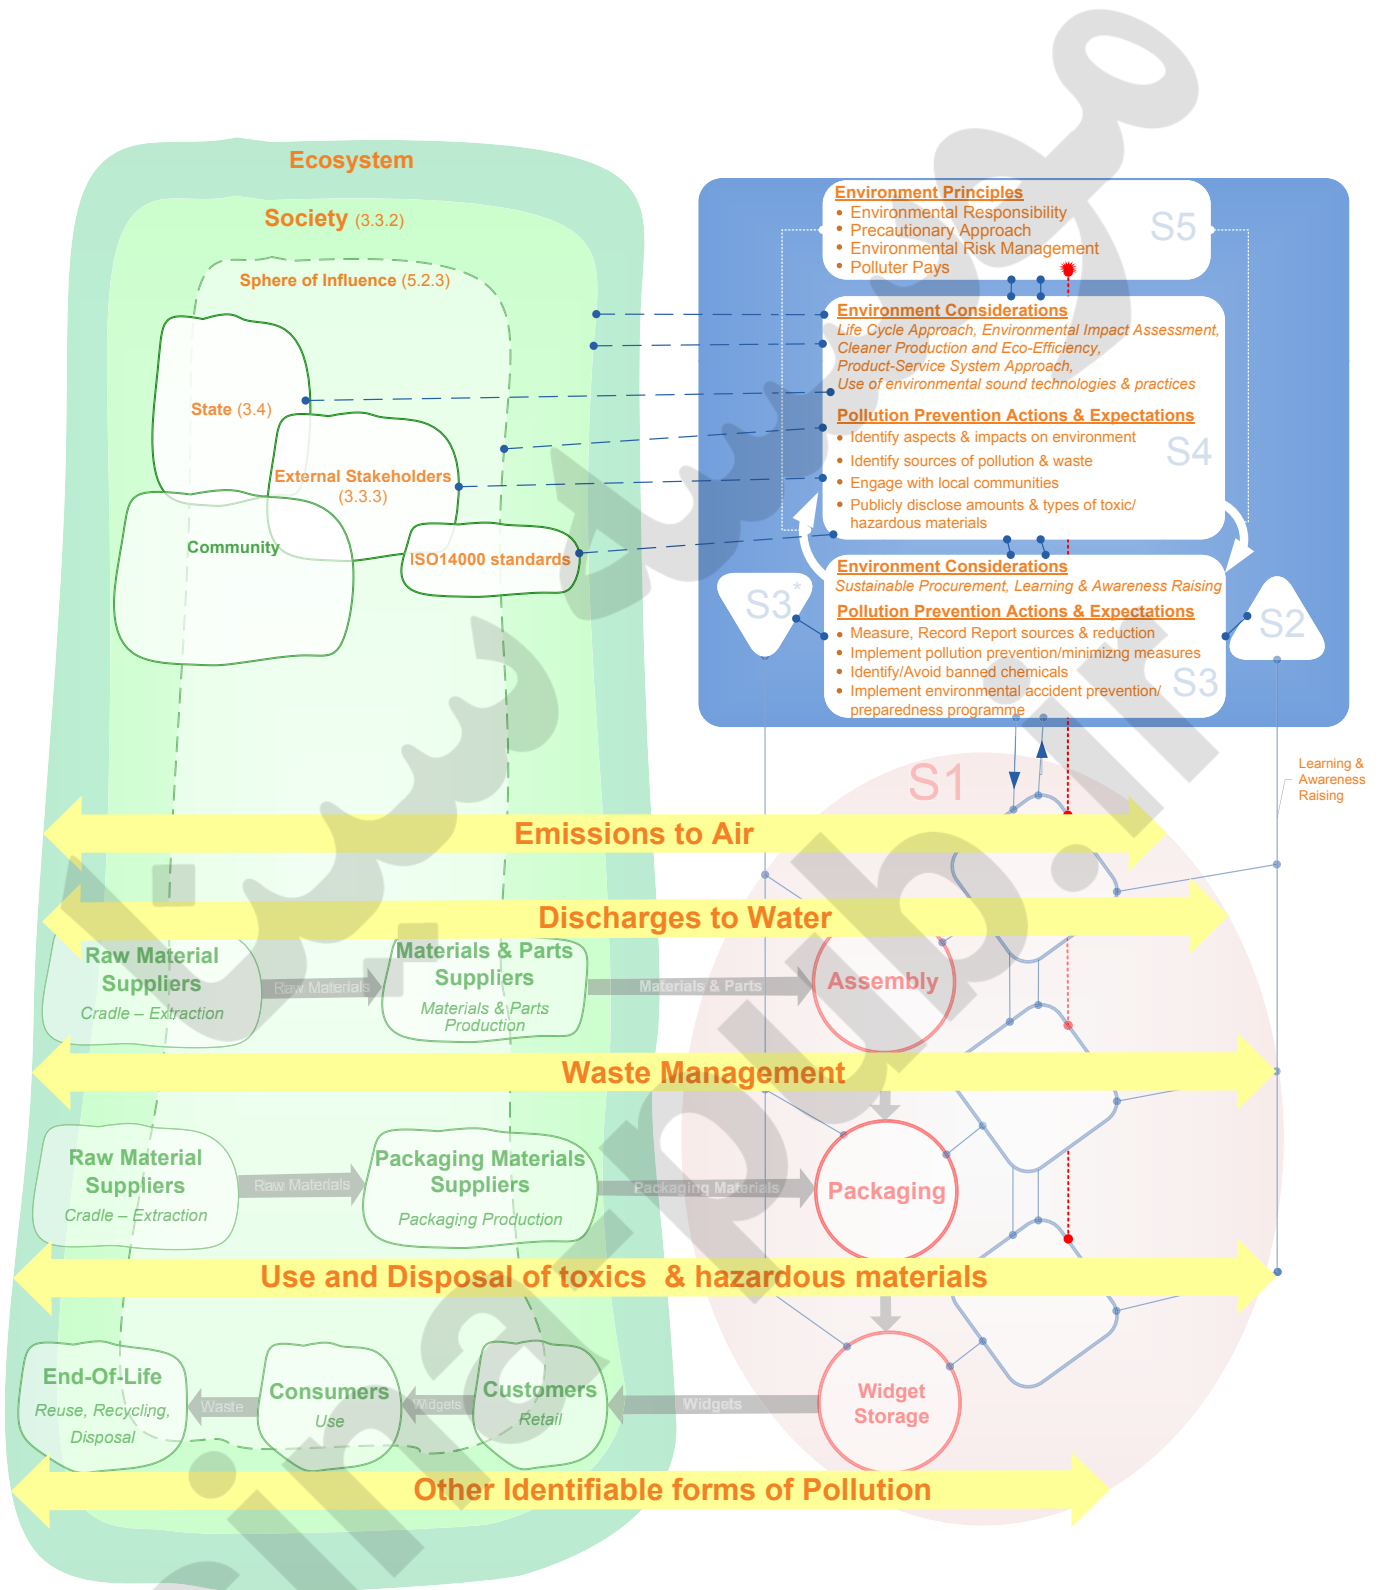 Ecosystem
Society (3.3.2)
Sphere of Influence (5.2.3)
State (3.4)
External Stakeholders
(3.3.3)
Community
ISO14000 standards
Environment Principles
• Environmental Responsibility
• Precautionary Approach
• Environmental Risk Management
• Polluter Pays
S5
Environment Considerations
Life Cycle Approach, Environmental Impact Assessment,
Cleaner Production and Eco-Efficiency,
Product-Service System Approach,
Use of environmental sound technologies & practices
Pollution Prevention Actions & Expectations
• Identify aspects & impacts on environment
• Identify sources of pollution & waste
• Engage with local communities
• Publicly disclose amounts & types of toxic/
hazardous materials
S4
Environment Considerations
Sustainable Procurement, Learning & Awareness Raising
Pollution Prevention Actions & Expectations
• Measure, Record Report sources & reduction
• Implement pollution prevention/minimizng measures
• Identify/Avoid banned chemicals
• Implement environmental accident prevention/
preparedness programme
S3
S3*
S2
Learning &
Awareness
Raising
S1
Emissions to Air
Discharges to Water
Raw Material
Suppliers
Cradle – Extraction
Raw Materials
Materials & Parts
Suppliers
Materials & Parts
Production
Materials & Parts
Assembly
Waste Management
Raw Material
Suppliers
Cradle – Extraction
Raw Materials
Packaging Materials
Suppliers
Packaging Production
Packaging Materials
Packaging
Use and Disposal of toxics & hazardous materials
End-Of-Life
Reuse, Recycling,
Disposal
Waste
Consumers
Use
Widgets
Customers
Retail
Widgets
Widget
Storage
Other Identifiable forms of Pollution